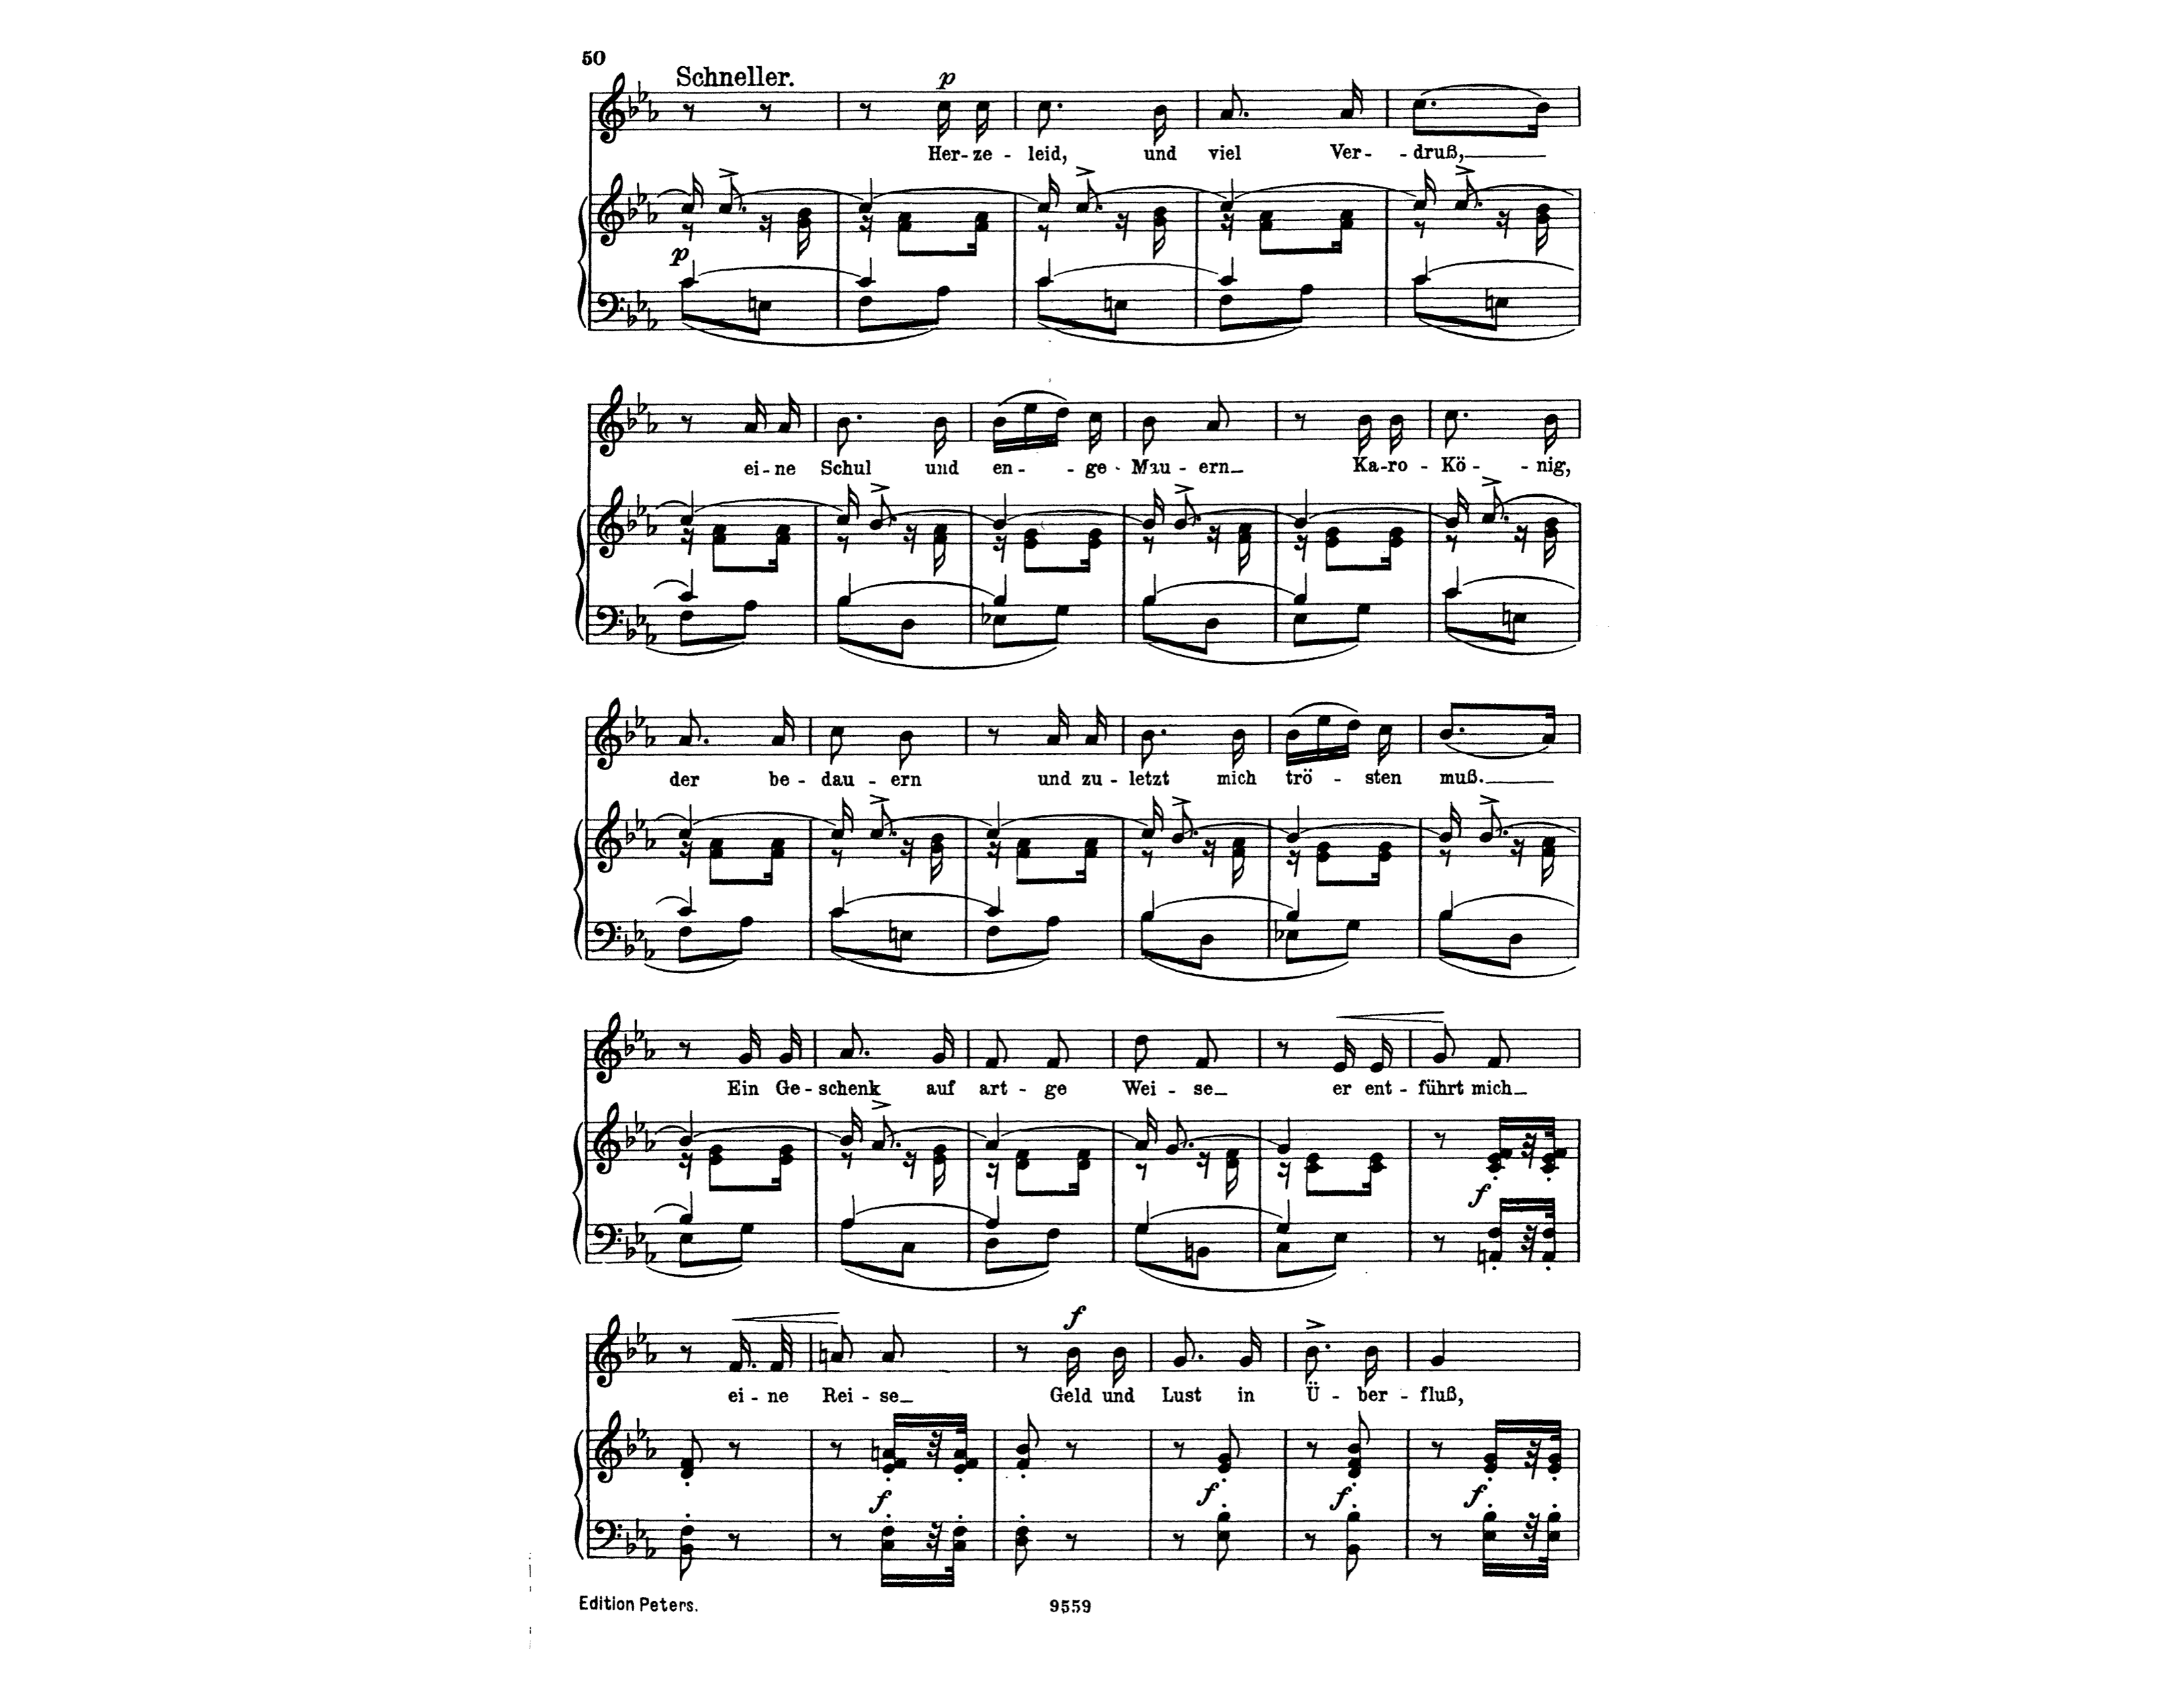 50
Schneller.
p
Her - ze - leid, und viel Ver - druß,
p
ei - ne Schul und en - ge Mau - ern Ka - ro - Kö - nig,
der be - dau - ern und zu - letzt mich trö - sten muß.
Ein Ge - schenk auf art - ge Wei - se er ent - führt mich
f
f
ei - ne Rei - se Geld und Lust in Ü - ber - fluß,
f f f f
Edition Peters. 9559